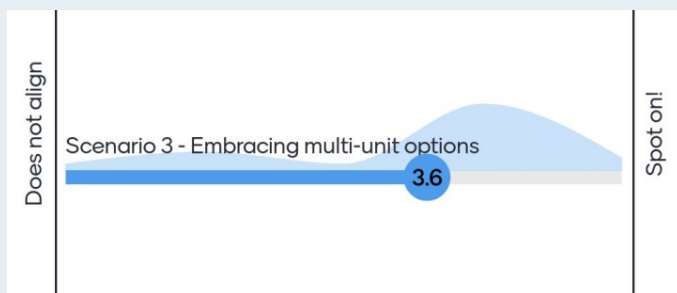 Does not align
Scenario 3 - Embracing multi-unit options
3.6
Spot on!